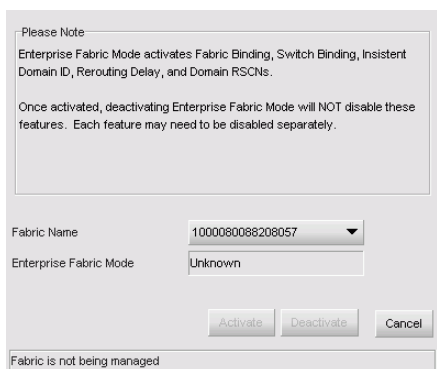 Please Note
Enterprise Fabric Mode activates Fabric Binding, Switch Binding, Insistent
Domain ID, Rerouting Delay, and Domain RSCNs.
Once activated, deactivating Enterprise Fabric Mode will NOT disable these
features. Each feature may need to be disabled separately.
Fabric Name
1000080088208057
Enterprise Fabric Mode
Unknown
Activate
Deactivate
Cancel
Fabric is not being managed